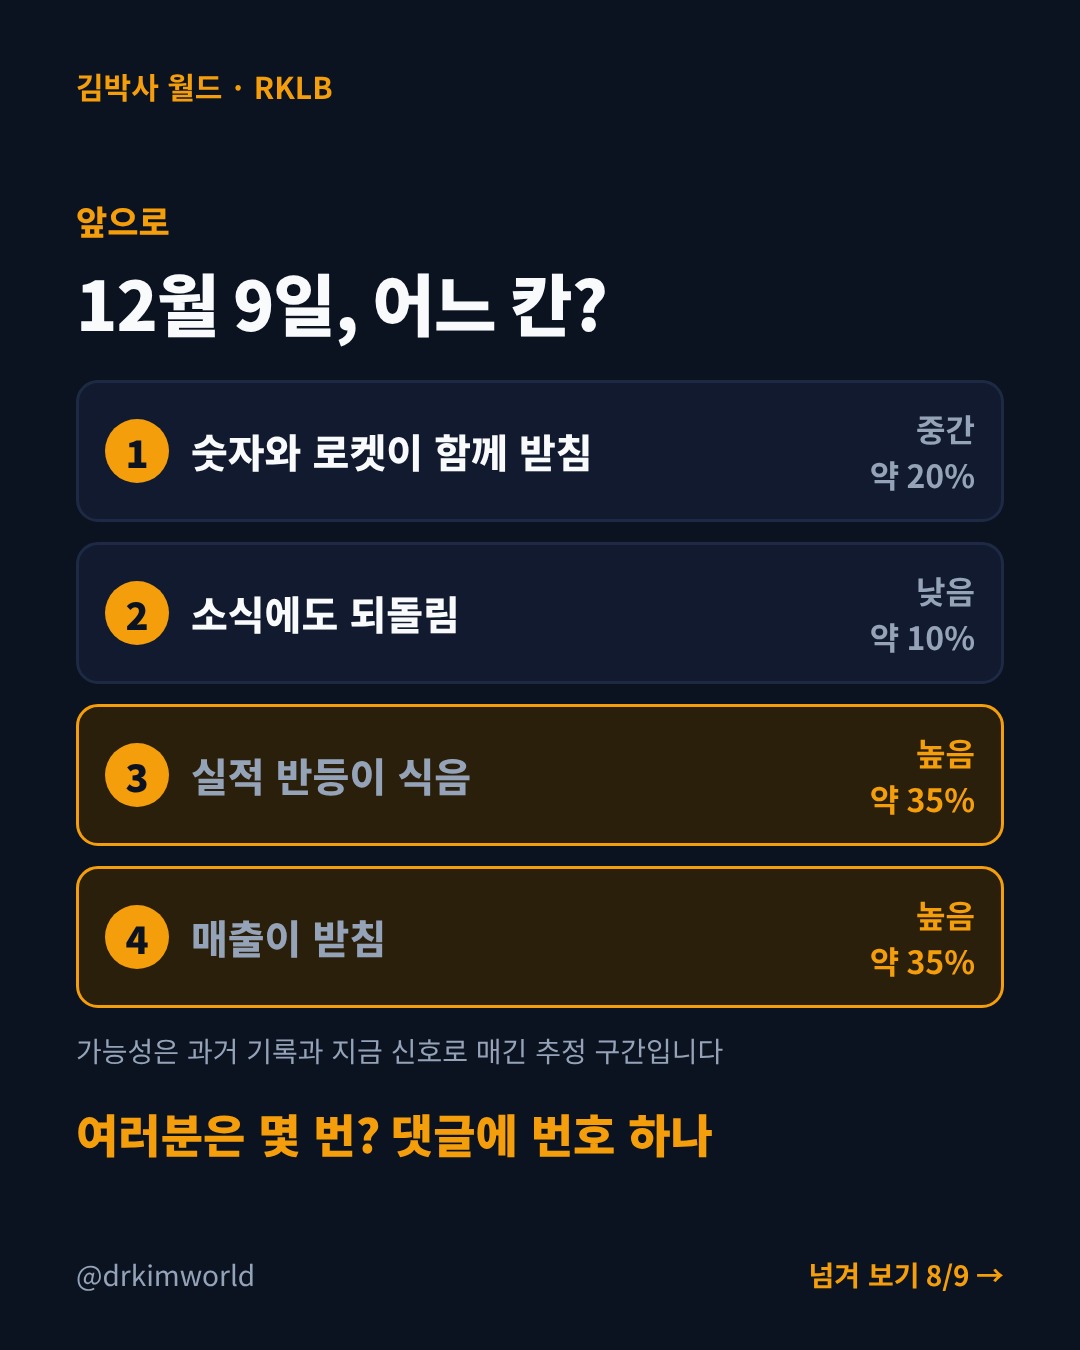 김박사 월드 · RKLB
앞으로
12월 9일, 어느 칸?
1 숫자와 로켓이 함께 받침
중간
약 20%
2 소식에도 되돌림
낮음
약 10%
3 실적 반등이 식음
높음
약 35%
4 매출이 받침
높음
약 35%
가능성은 과거 기록과 지금 신호로 매긴 추정 구간입니다
여러분은 몇 번? 댓글에 번호 하나
@drkimworld
넘겨 보기 8/9 →